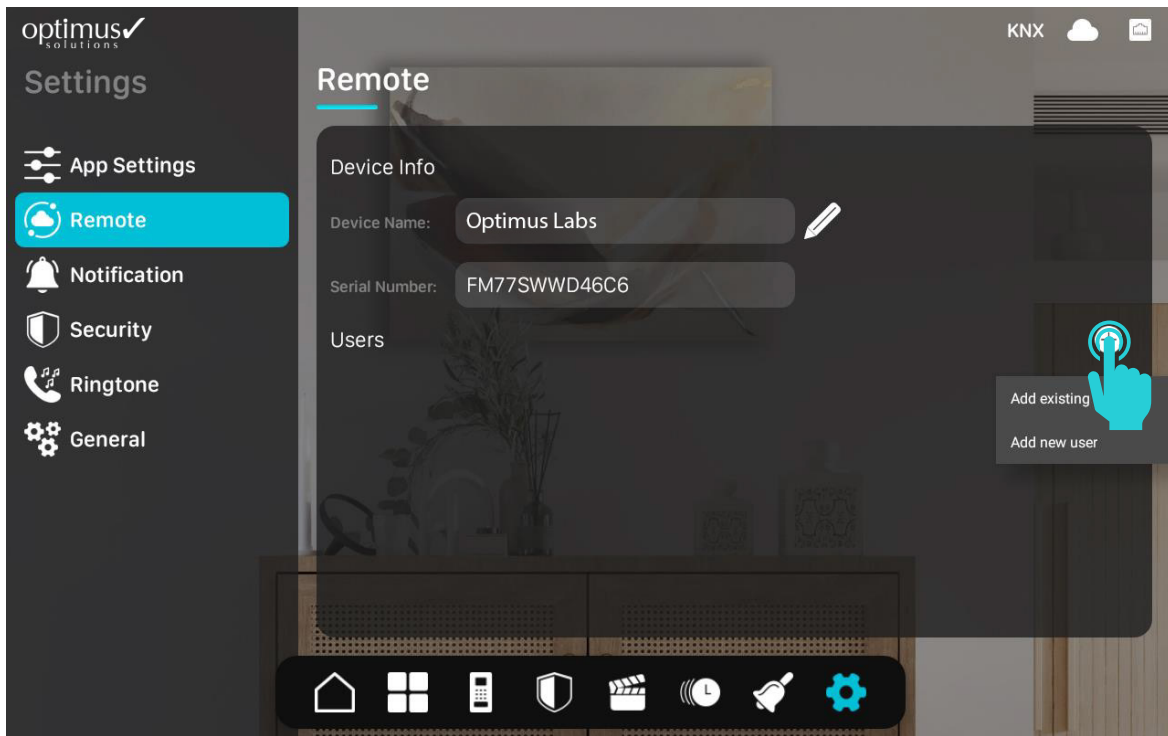 optimus
solutions
KNX
Settings
Remote
App Settings
Remote
Notification
Security
Ringtone
General
Device Info
Device Name: Optimus Labs
Serial Number: FM77SWWD46C6
Users
Add existing
Add new user